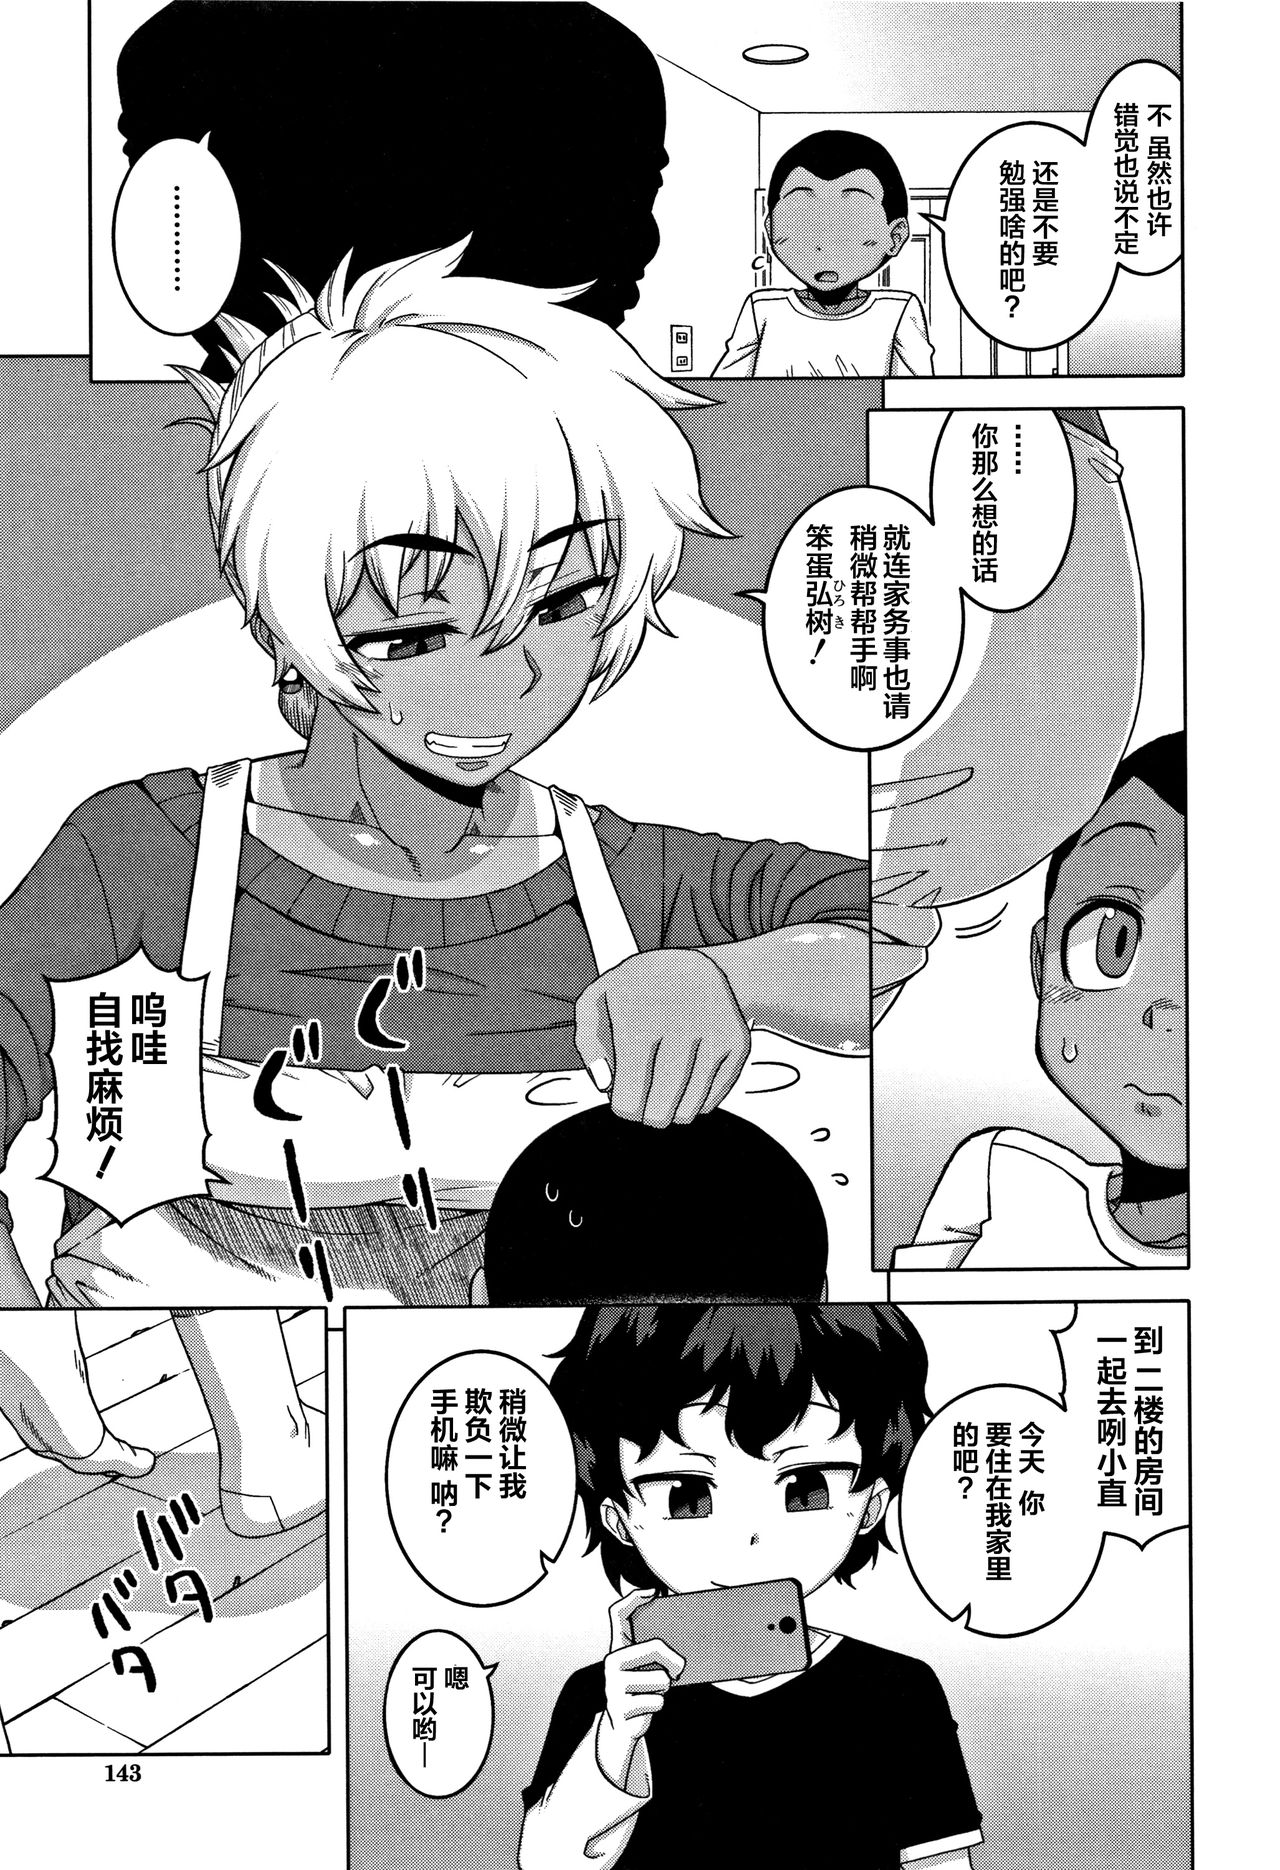 不 虽然也许
错觉也说不定
还是不要
勉强啥的吧？
………
……
你那么想的话
就连家务事也请
稍微帮帮手啊
笨蛋弘树！
ひろき
ぐーり
ぐーり
呜哇
自找麻烦！
到二楼的房间
一起去咧小直
今天 你
要住在我家里
的吧？
稍微让我
欺负一下
手机嘛 呐？
嗯
可以哟—
バタ
バタ
143